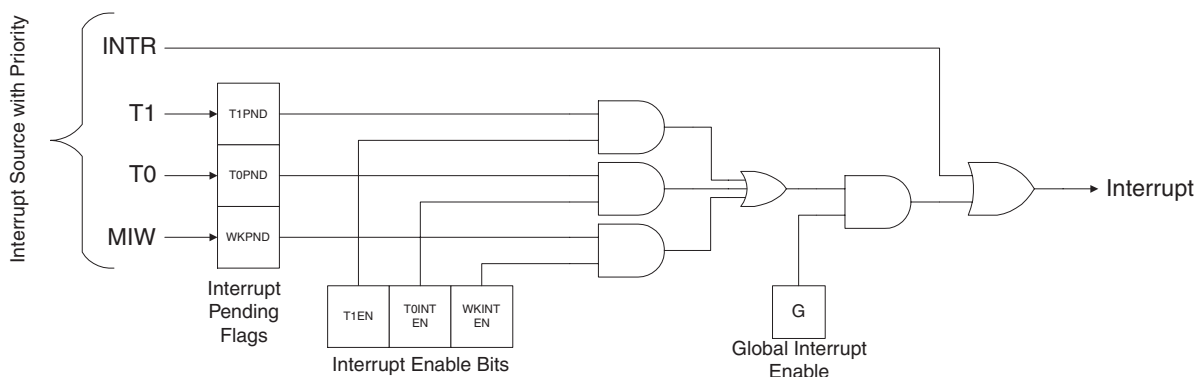 Interrupt Source with Priority
INTR
T1
T1PND
T0
T0PND
MIW
WKPND
Interrupt
Pending
Flags
T1EN
T0INT
EN
WKINT
EN
Interrupt Enable Bits
G
Global Interrupt
Enable
Interrupt